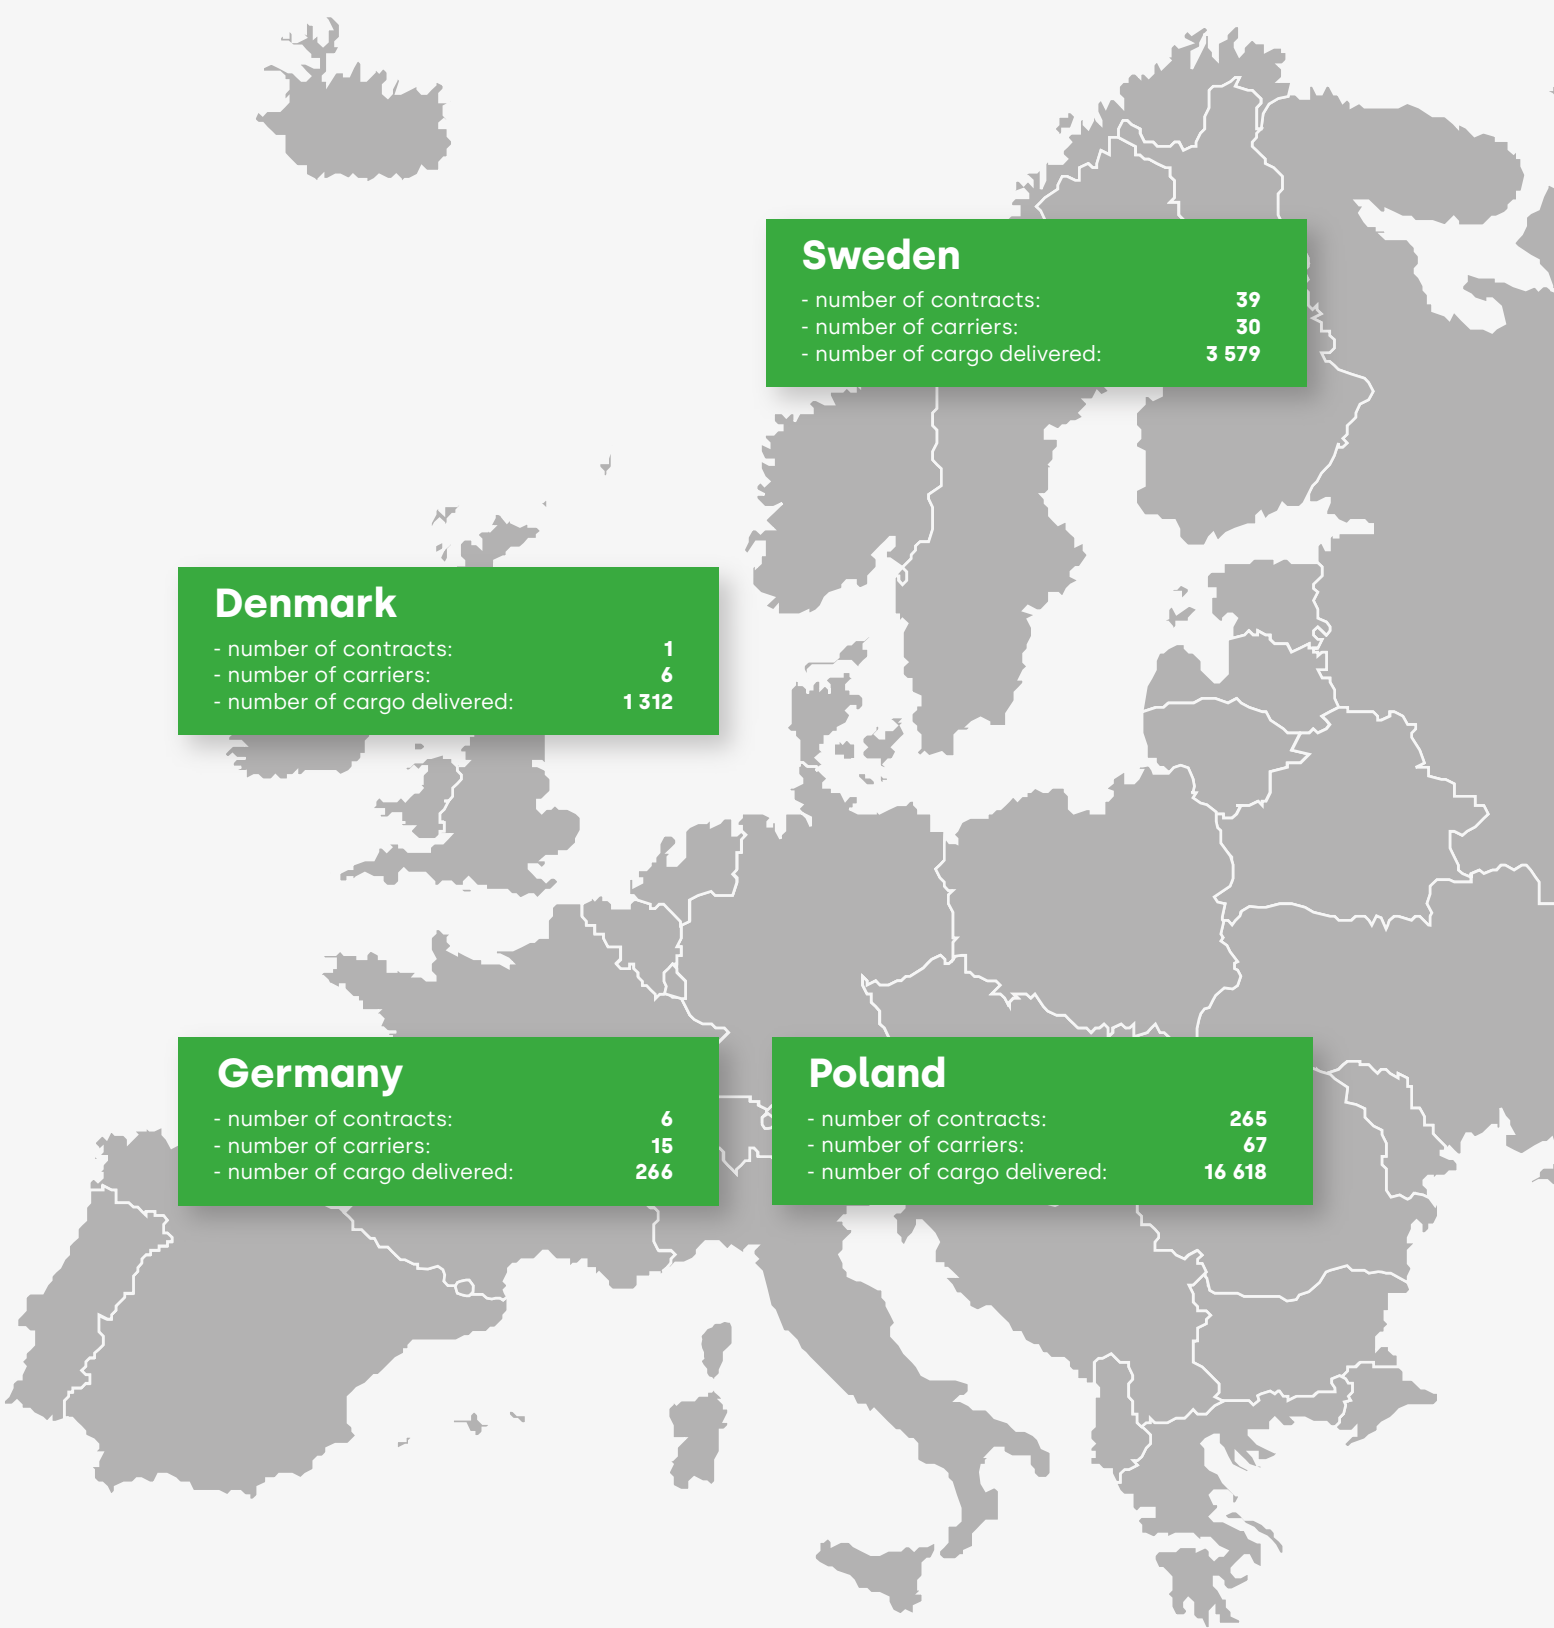 Sweden
- number of contracts: 39
- number of carriers: 30
- number of cargo delivered: 3 579
Denmark
- number of contracts: 1
- number of carriers: 6
- number of cargo delivered: 1 312
Germany
- number of contracts: 6
- number of carriers: 15
- number of cargo delivered: 266
Poland
- number of contracts: 265
- number of carriers: 67
- number of cargo delivered: 16 618